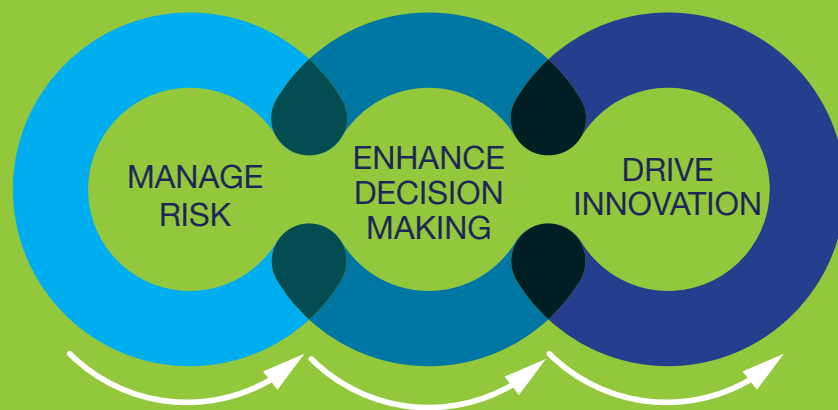 MANAGE
RISK
ENHANCE
DECISION
MAKING
DRIVE
INNOVATION